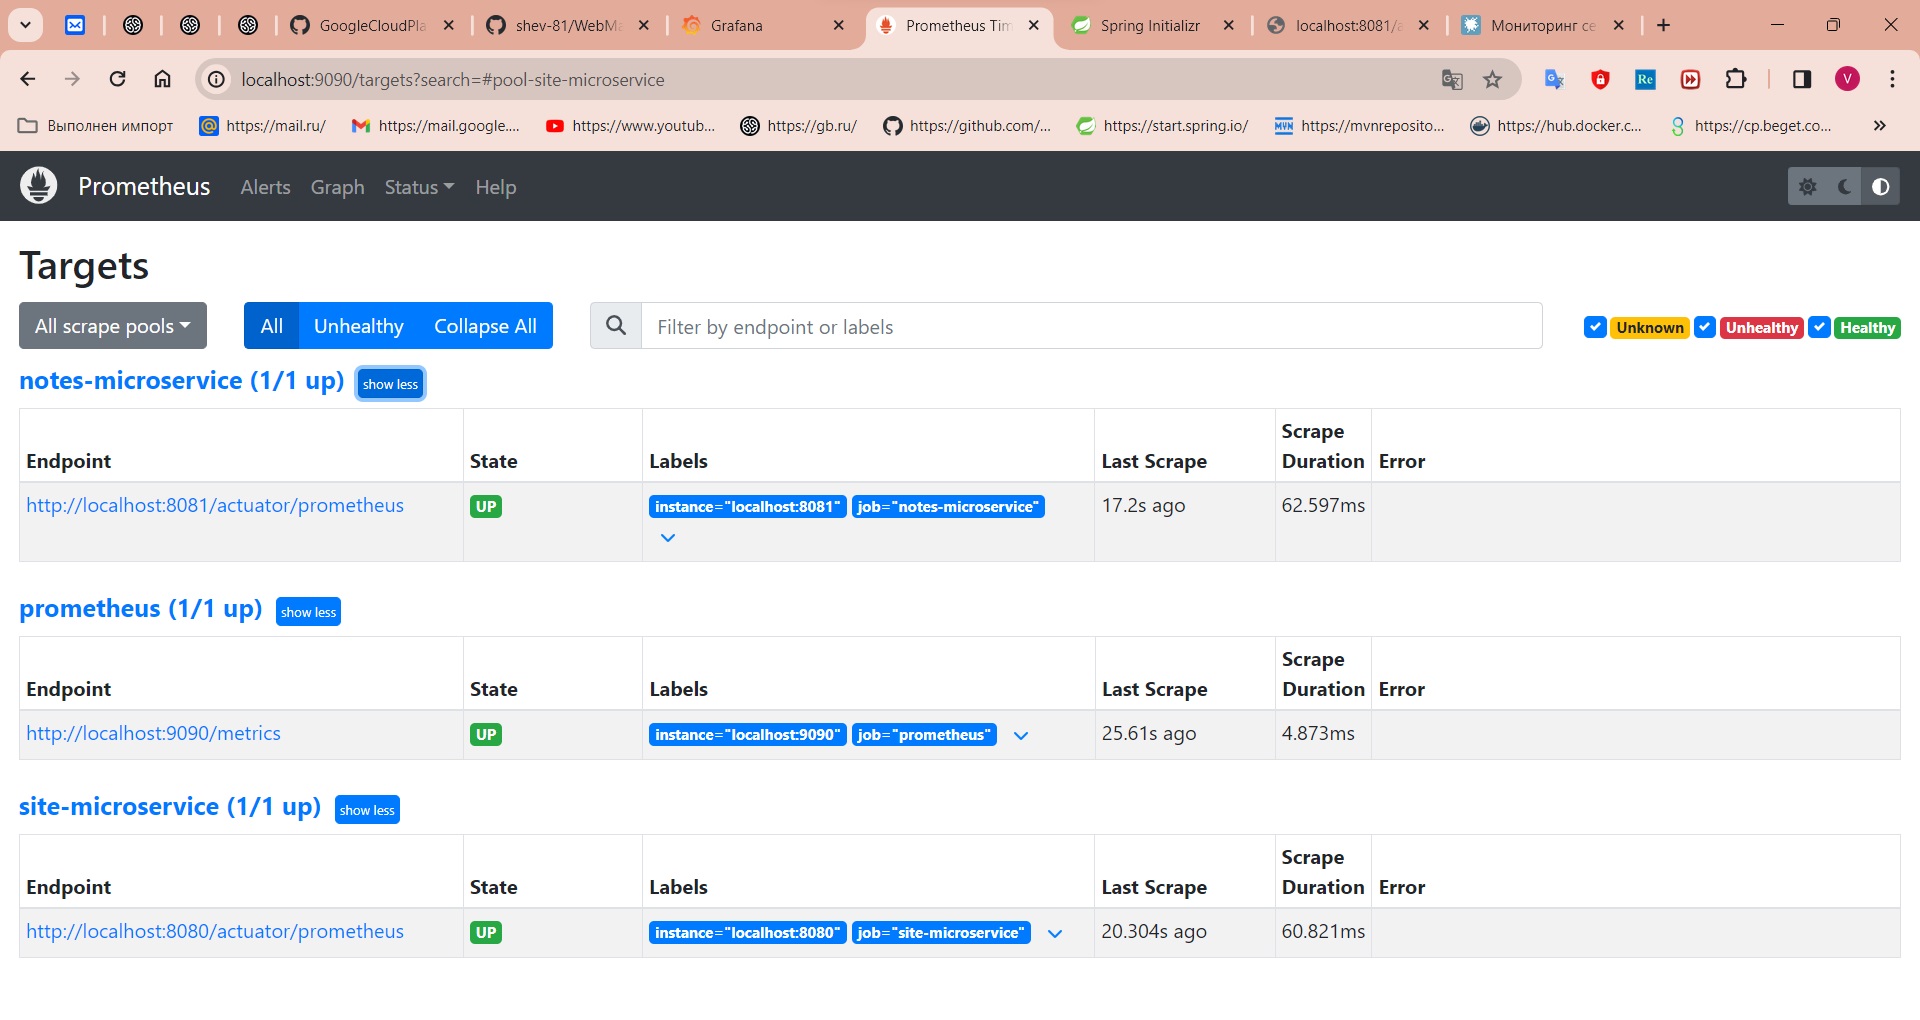 GoogleCloudPla
shev-81/WebMa
Grafana
Prometheus Tim
Spring Initializr
localhost:8081/a
Мониторинг се
localhost:9090/targets?search=#pool-site-microservice
Re
V
Выполнен импорт
https://mail.ru/
https://mail.google....
https://www.youtub...
https://gb.ru/
https://github.com/...
https://start.spring.io/
MVN
https://mvnreposito...
https://hub.docker.c...
https://cp.beget.co...
Prometheus
Alerts
Graph
Status
Help
Targets
All scrape pools
All
Unhealthy
Collapse All
Filter by endpoint or labels
Unknown
Unhealthy
Healthy
notes-microservice (1/1 up)
show less
Endpoint
State
Labels
Last Scrape
Scrape
Duration
Error
http://localhost:8081/actuator/prometheus
UP
instance="localhost:8081"
job="notes-microservice"
17.2s ago
62.597ms
prometheus (1/1 up)
show less
Endpoint
State
Labels
Last Scrape
Scrape
Duration
Error
http://localhost:9090/metrics
UP
instance="localhost:9090"
job="prometheus"
25.61s ago
4.873ms
site-microservice (1/1 up)
show less
Endpoint
State
Labels
Last Scrape
Scrape
Duration
Error
http://localhost:8080/actuator/prometheus
UP
instance="localhost:8080"
job="site-microservice"
20.304s ago
60.821ms